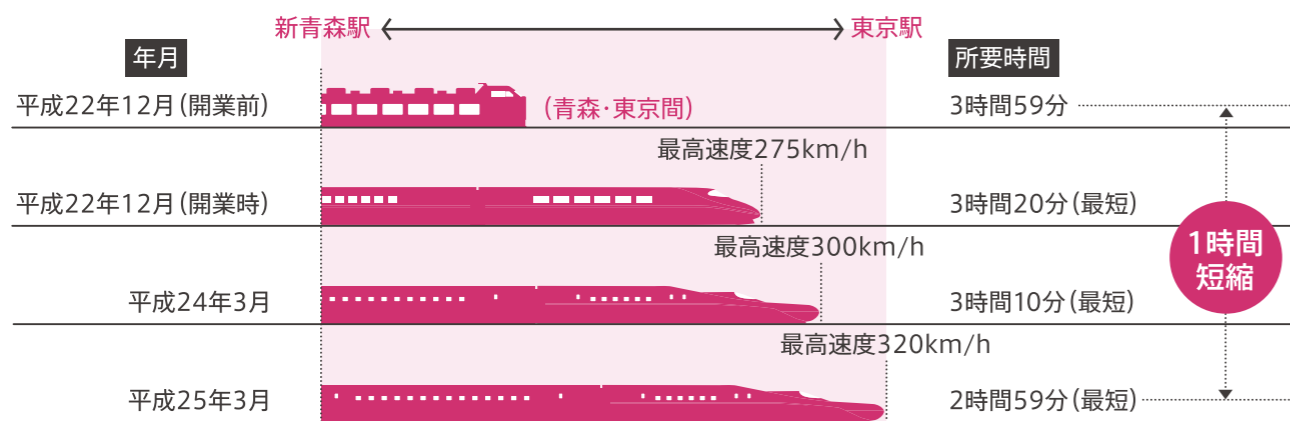 新青森駅 東京駅
年月 所要時間
平成22年12月(開業前) (青森・東京間) 3時間59分
最高速度275km/h
平成22年12月(開業時) 3時間20分(最短)
最高速度300km/h
1時間
短縮
平成24年3月 3時間10分(最短)
最高速度320km/h
平成25年3月 2時間59分(最短)